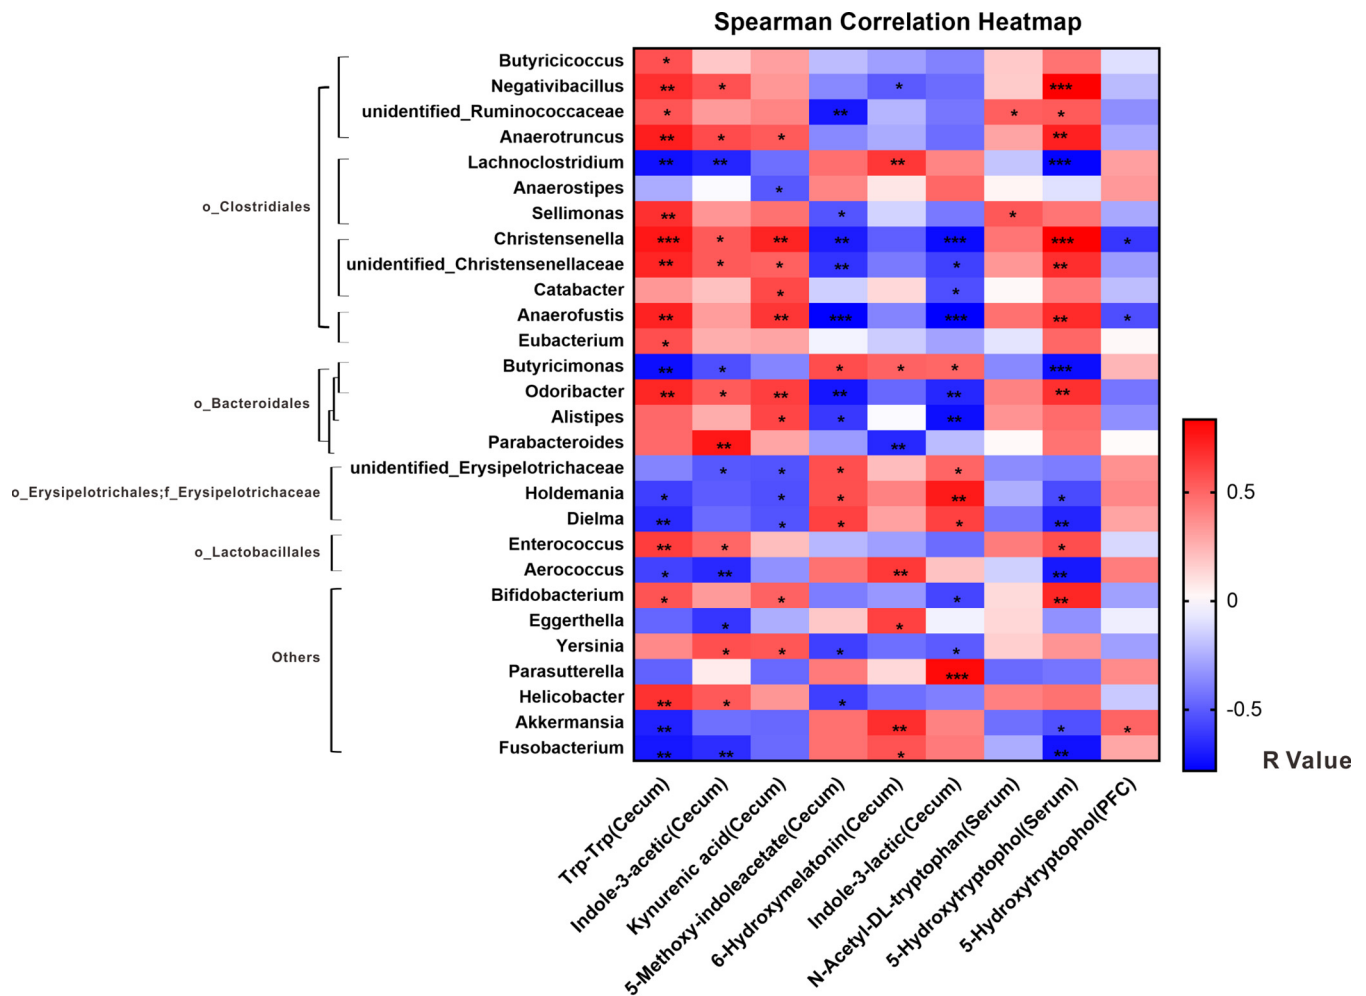 Spearman Correlation Heatmap
Butyricicoccus
*
Negativibacillus
** * * ***
unidentified_Ruminococcaceae
* ** * *
Anaerotruncus
** * * **
Lachnoclostridium
** ** ** ***
Anaerostipes
*
o_Clostridiales
Sellimonas
** * *
Christensenella
*** * ** ** *** *** *
unidentified_Christensenellaceae
** * * ** * **
Catabacter
* *
Anaerofustis
** ** *** *** ** *
Eubacterium
*
Butyricimonas
** * * * * ***
Odoribacter
** * ** ** ** **
o_Bacteroidales
Alistipes
* * **
Parabacteroides
** **
unidentified_Erysipelotrichaceae
* * * *
o_Erysipelotrichales;f_Erysipelotrichaceae
Holdemania
* * * ** *
Dielma
** * * * **
Enterococcus
** * *
o_Lactobacillales
Aerococcus
* ** ** **
Bifidobacterium
* * * **
Eggerthella
* *
Yersinia
* * * *
Others
Parasutterella
***
Helicobacter
** * *
Akkermansia
** ** * *
Fusobacterium
** ** * **
0.5
0
-0.5
R Value
Trp-Trp(Cecum)
Indole-3-acetic(Cecum)
Kynurenic acid(Cecum)
5-Methoxy-indoleacetate(Cecum)
6-Hydroxymelatonin(Cecum)
Indole-3-lactic(Cecum)
N-Acetyl-DL-tryptophan(Serum)
5-Hydroxytryptophol(Serum)
5-Hydroxytryptophol(PFC)